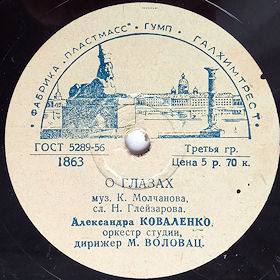 ФАБРИКА „ПЛАСТМАСС" • ГУМП • ГАЛХИМТРЕСТ •
ГОСТ 5289-56
1863
Третья гр.
Цена 5 р. 70 к.
О ГЛАЗАХ
муз. К. Молчанова,
сл. Н. Глейзарова.
Александра КОВАЛЕНКО,
оркестр студии,
дирижер М. ВОЛОВАЦ.